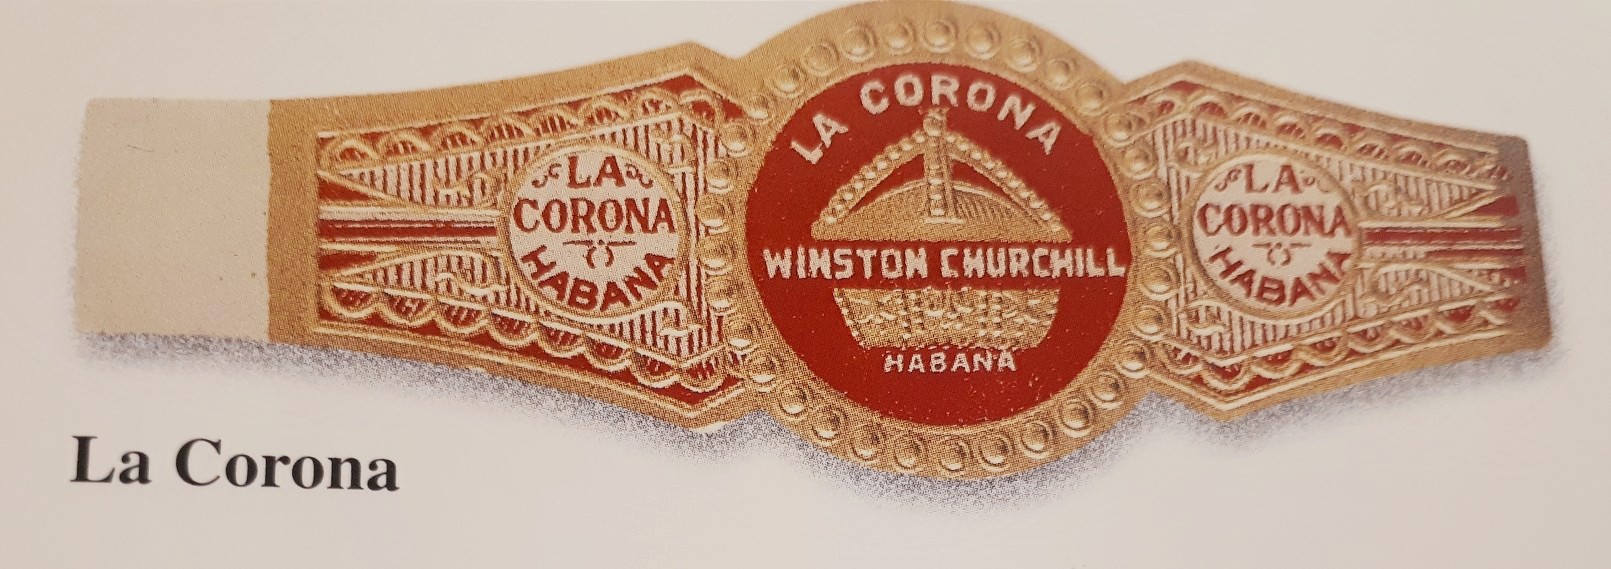 LA CORONA
WINSTON CHURCHILL
HABANA
LA
CORONA
HABANA
LA
CORONA
HABANA
La Corona